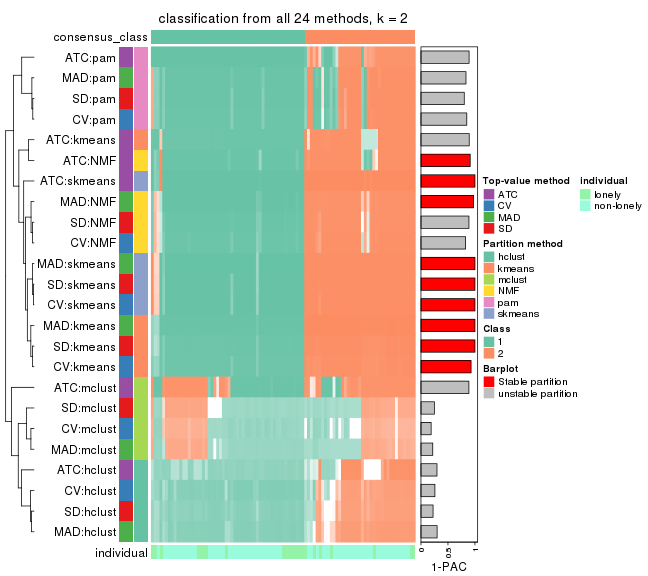 classification from all 24 methods, k = 2
consensus_class
ATC:pam
MAD:pam
SD:pam
CV:pam
ATC:kmeans
ATC:NMF
ATC:skmeans
MAD:NMF
SD:NMF
CV:NMF
MAD:skmeans
SD:skmeans
CV:skmeans
MAD:kmeans
SD:kmeans
CV:kmeans
ATC:mclust
SD:mclust
CV:mclust
MAD:mclust
ATC:hclust
CV:hclust
SD:hclust
MAD:hclust
individual
0 0.5 1
1-PAC
Top-value method
ATC
CV
MAD
SD
Partition method
hclust
kmeans
mclust
NMF
pam
skmeans
Class
1
2
Barplot
Stable partition
unstable partition
individual
lonely
non-lonely